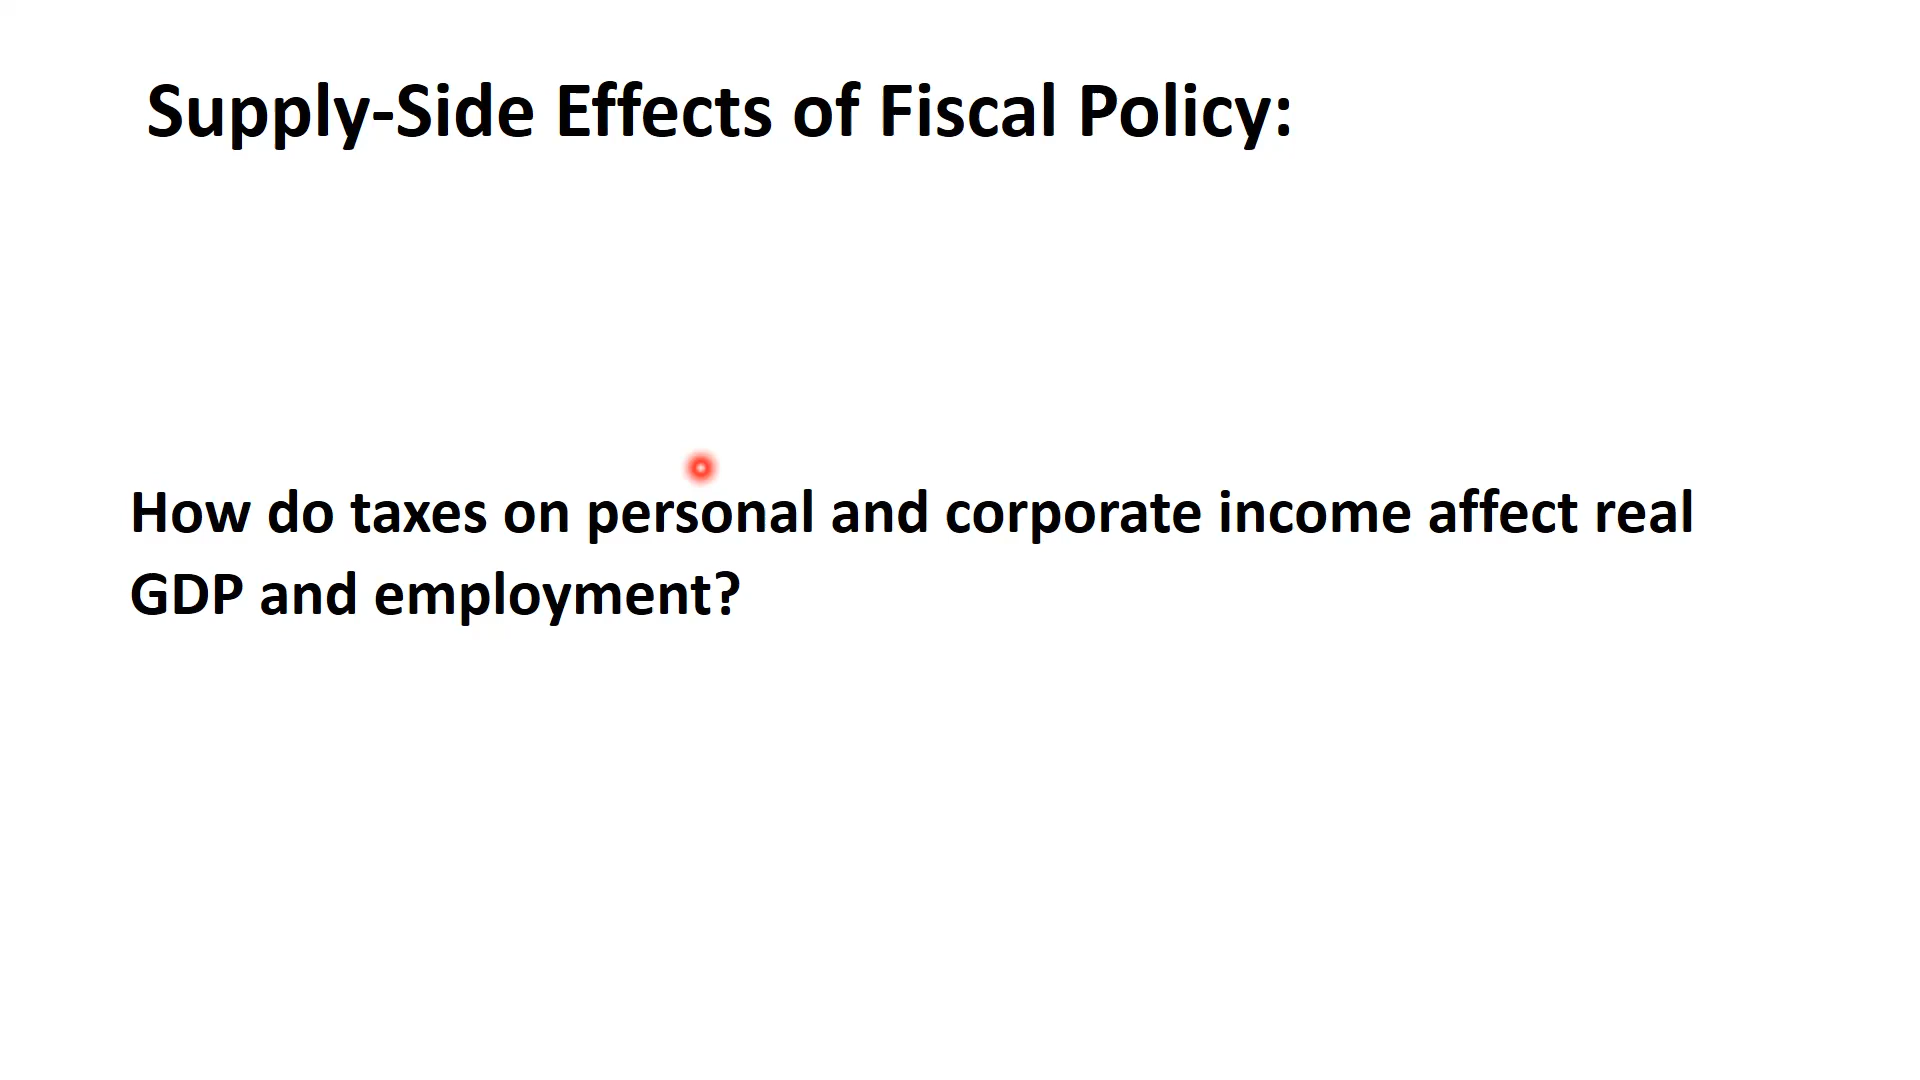 Supply-Side Effects of Fiscal Policy:
How do taxes on personal and corporate income affect real
GDP and employment?